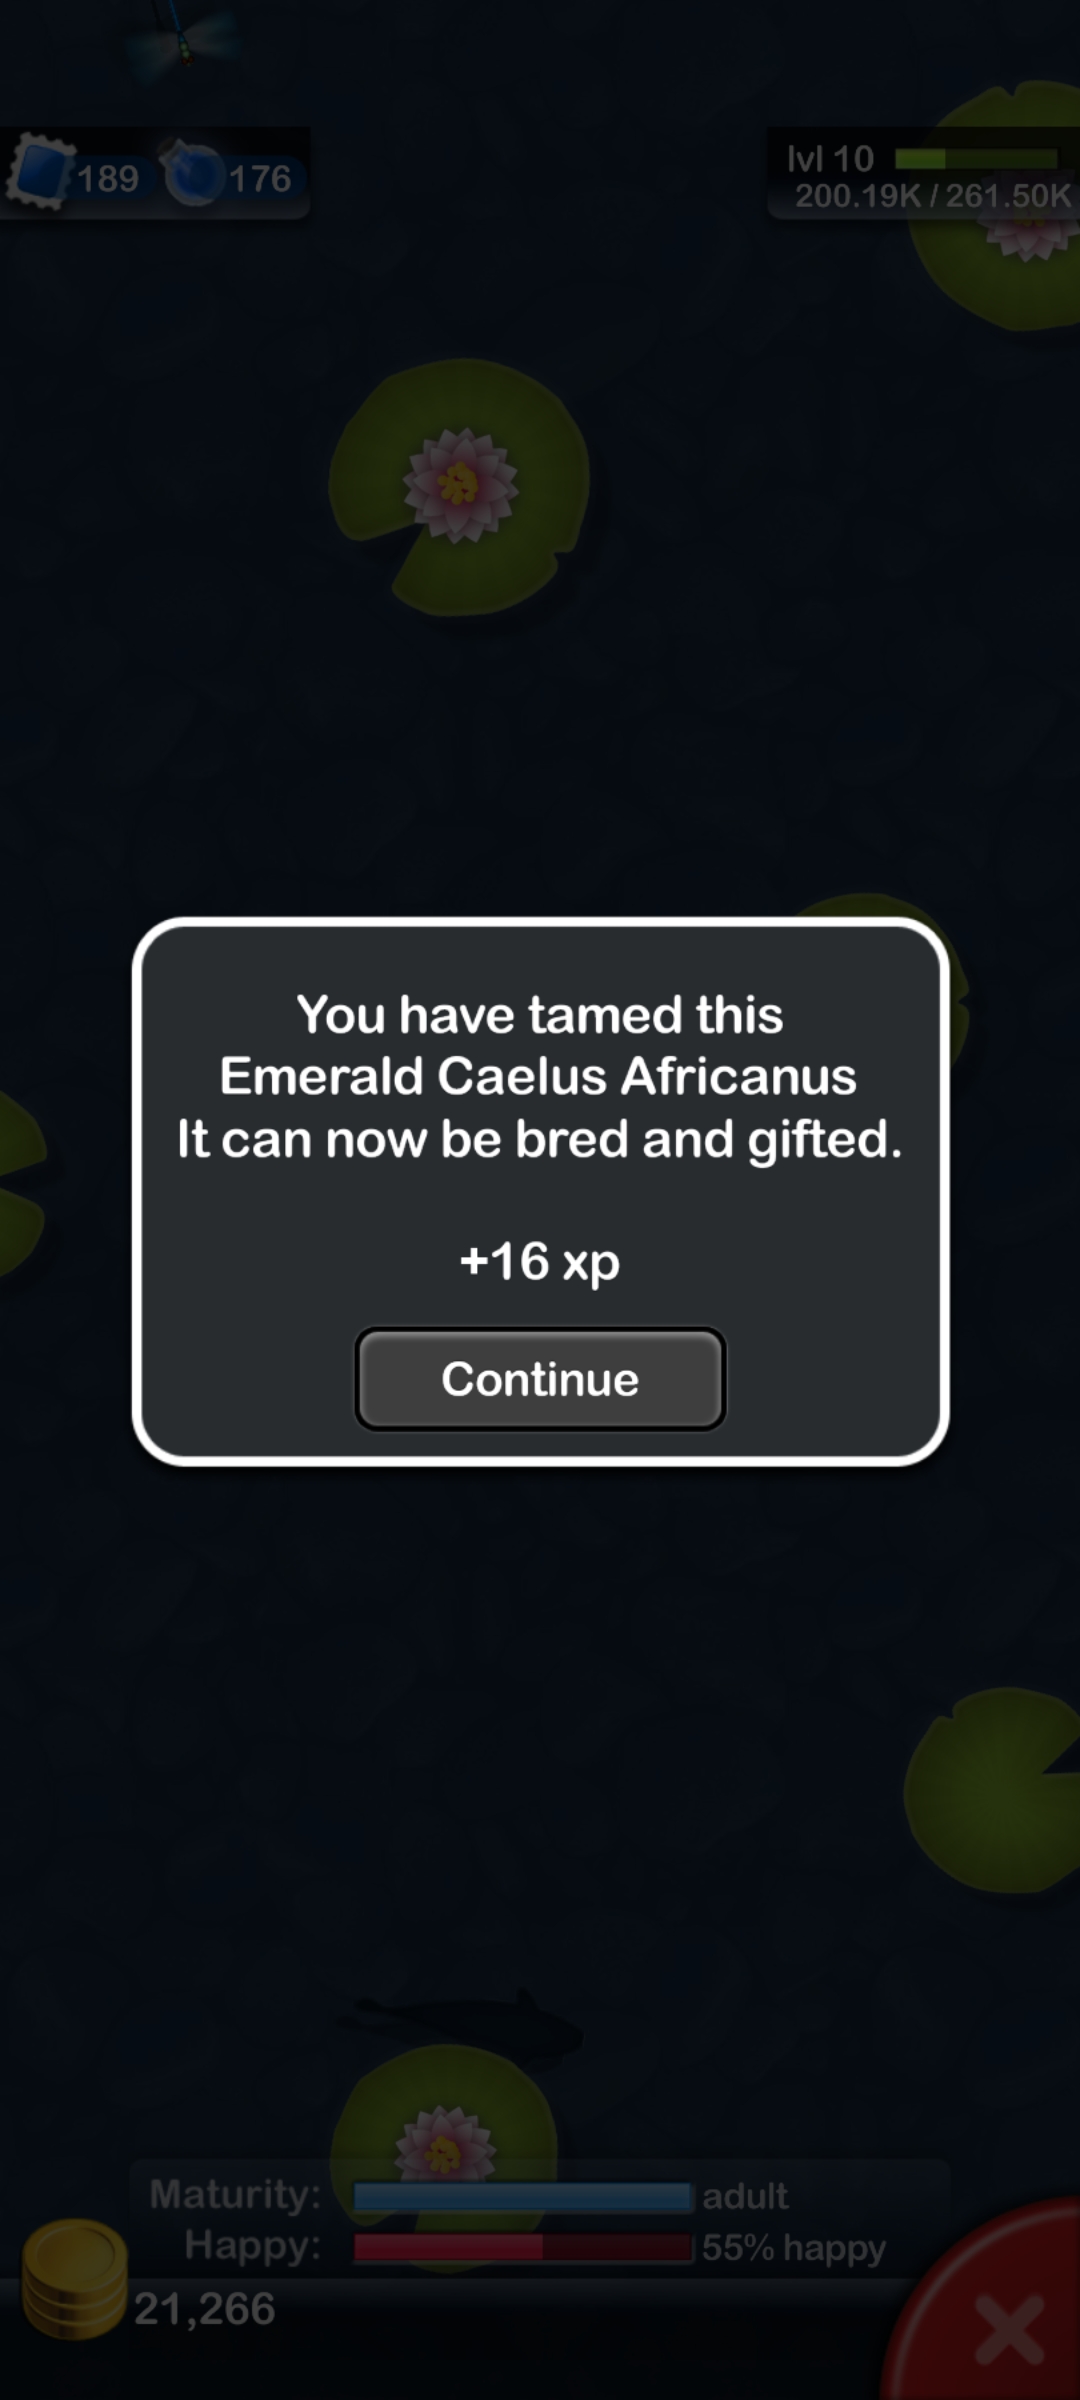 189 176
lvl 10
200.19K / 261.50K
You have tamed this
Emerald Caelus Africanus
It can now be bred and gifted.
+16 xp
Continue
Maturity: adult
Happy: 55% happy
21,266